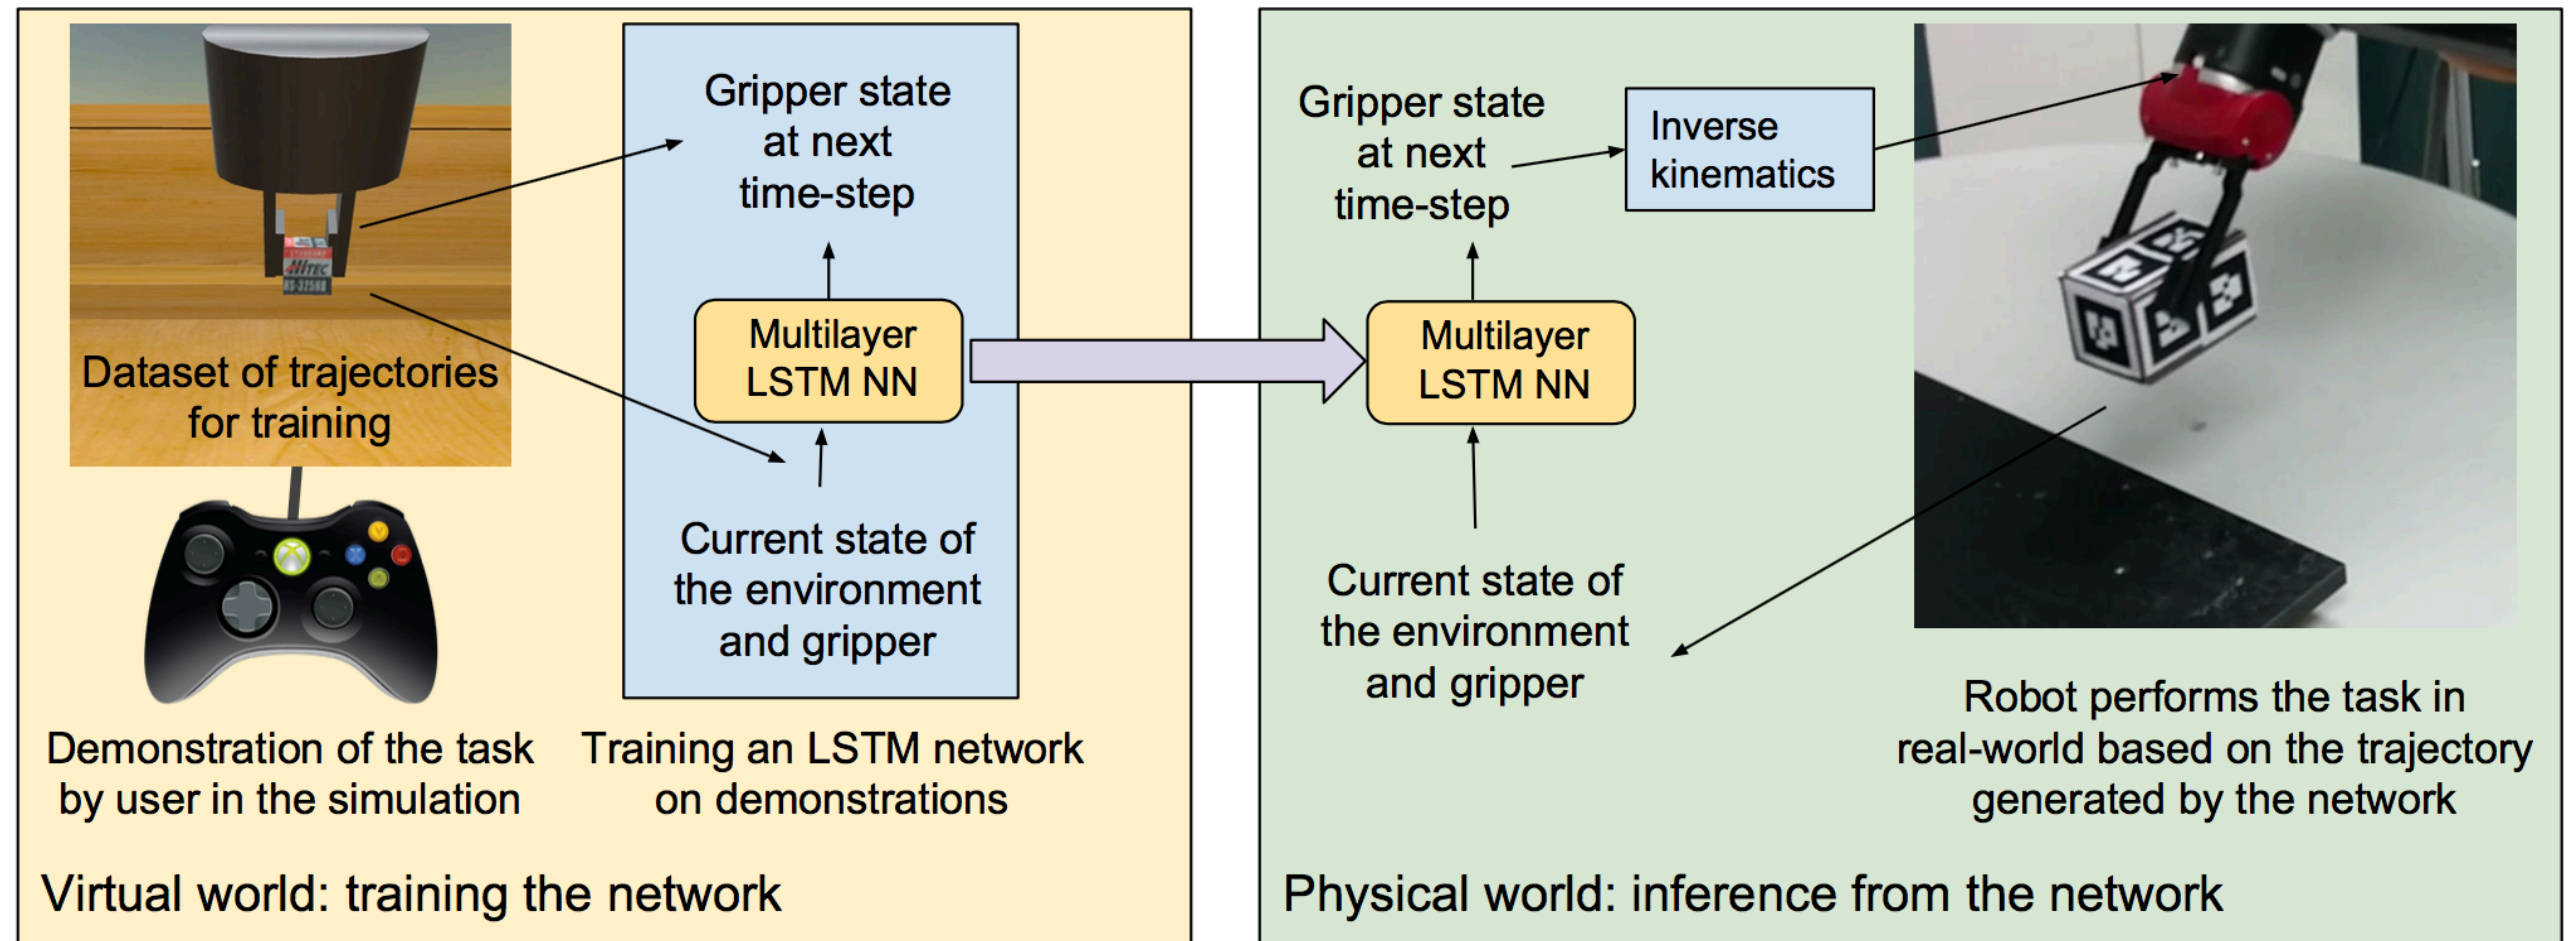 Gripper state
at next
time-step
STANDARD
HITEC
HS-325HB
Dataset of trajectories
for training
Multilayer
LSTM NN
Current state of
the environment
and gripper
Y
X
Demonstration of the task
by user in the simulation
Training an LSTM network
on demonstrations
Virtual world: training the network
Gripper state
at next
time-step
Inverse
kinematics
Multilayer
LSTM NN
Current state of
the environment
and gripper
Robot performs the task in
real-world based on the trajectory
generated by the network
Physical world: inference from the network